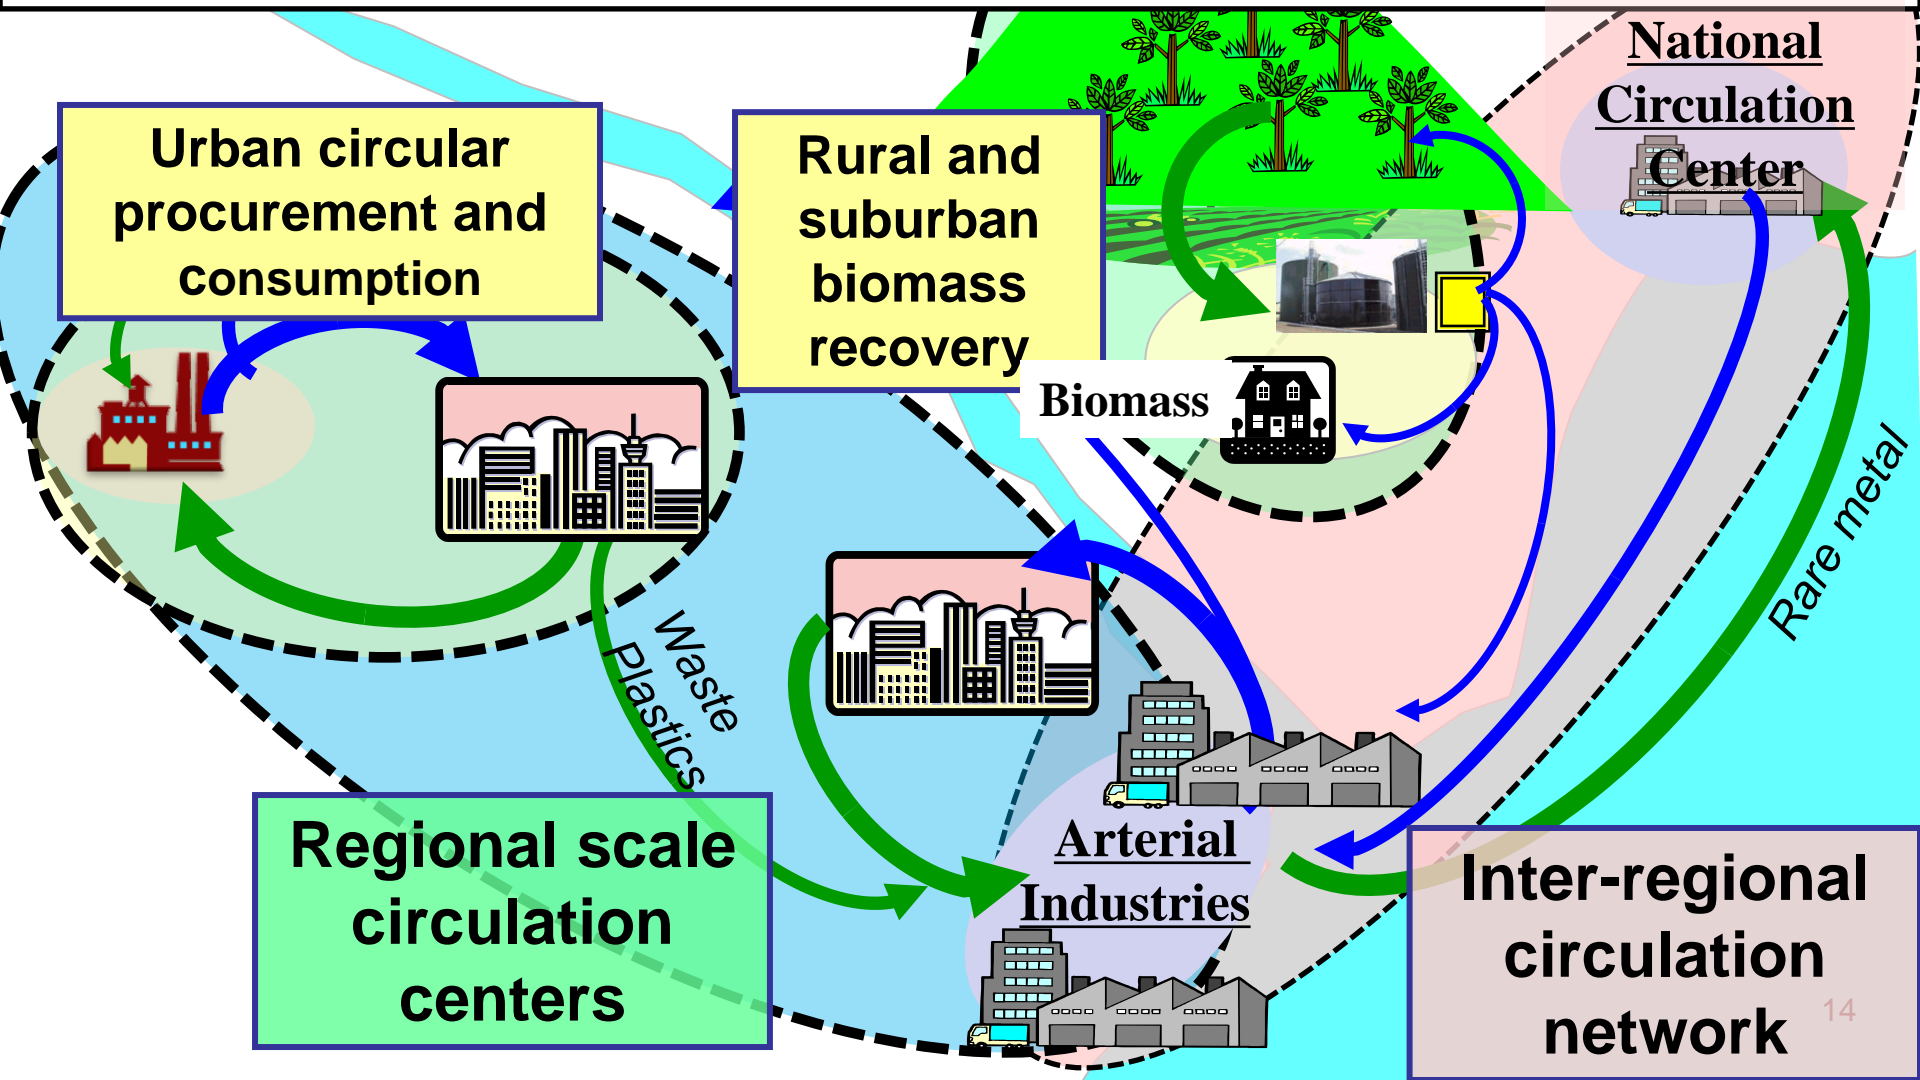 National
Circulation
Center
Urban circular
procurement and
consumption
Rural and
suburban
biomass
recovery
Biomass
Rare metal
Waste
Plastics
Regional scale
circulation
centers
Arterial
Industries
Inter-regional
circulation
network
14